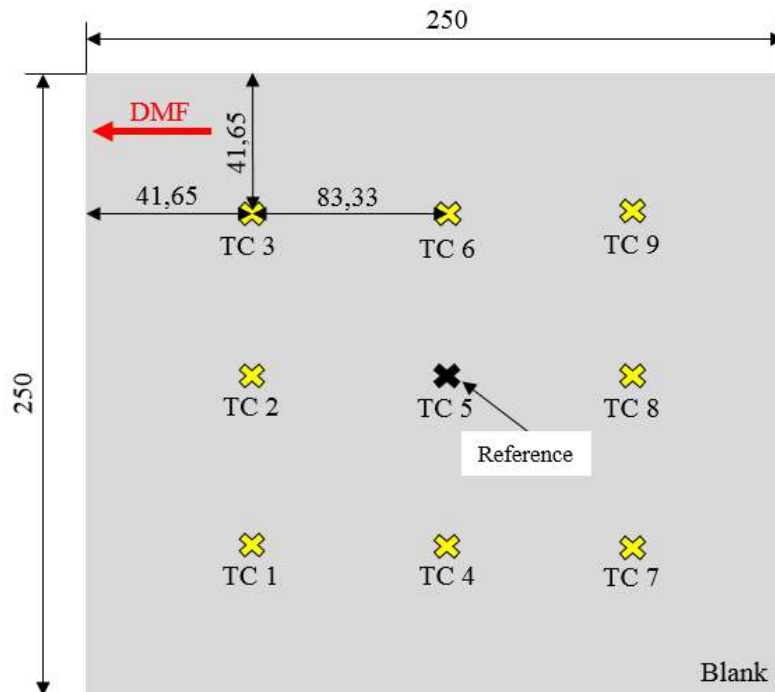 250
DMF
41,65
41,65
83,33
TC 3
TC 6
TC 9
250
TC 2
TC 5
TC 8
Reference
TC 1
TC 4
TC 7
Blank